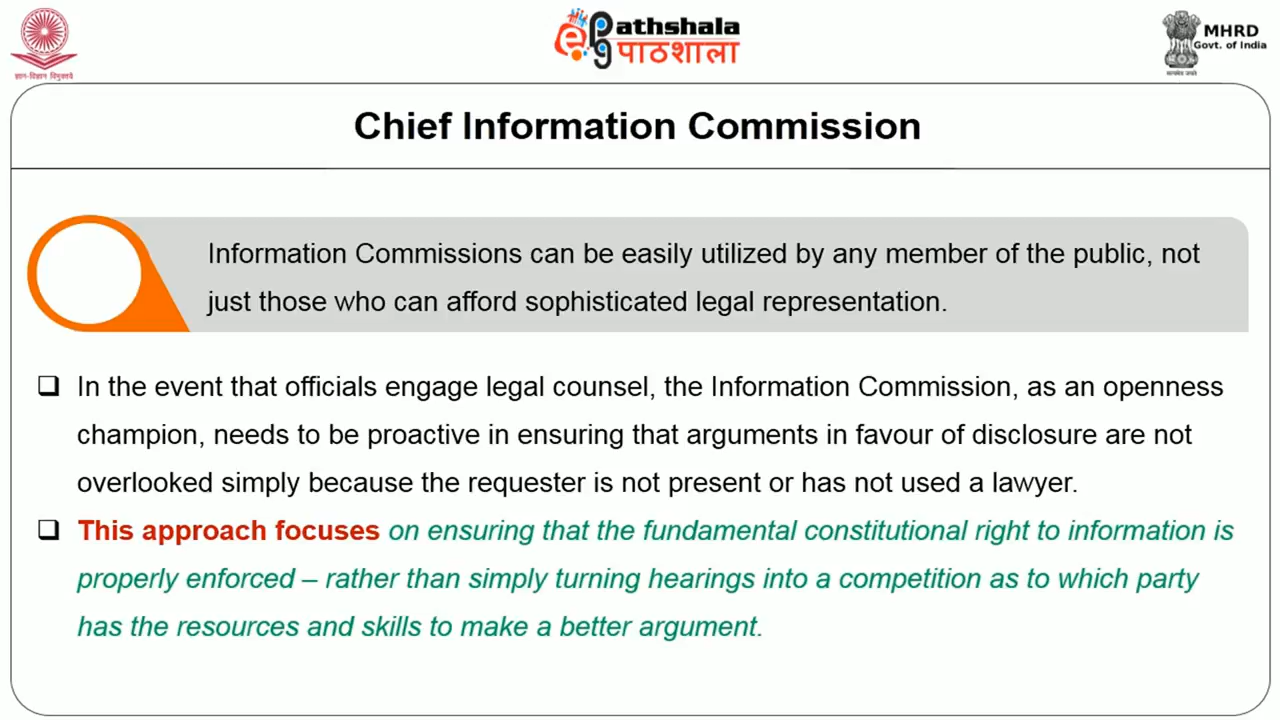 ज्ञान-विज्ञान विमुक्तये
ePathshala
पाठशाला
सत्यमेव जयते
MHRD
Govt. of India
Chief Information Commission
Information Commissions can be easily utilized by any member of the public, not
just those who can afford sophisticated legal representation.
❑ In the event that officials engage legal counsel, the Information Commission, as an openness
champion, needs to be proactive in ensuring that arguments in favour of disclosure are not
overlooked simply because the requester is not present or has not used a lawyer.
❑ This approach focuses on ensuring that the fundamental constitutional right to information is
properly enforced – rather than simply turning hearings into a competition as to which party
has the resources and skills to make a better argument.